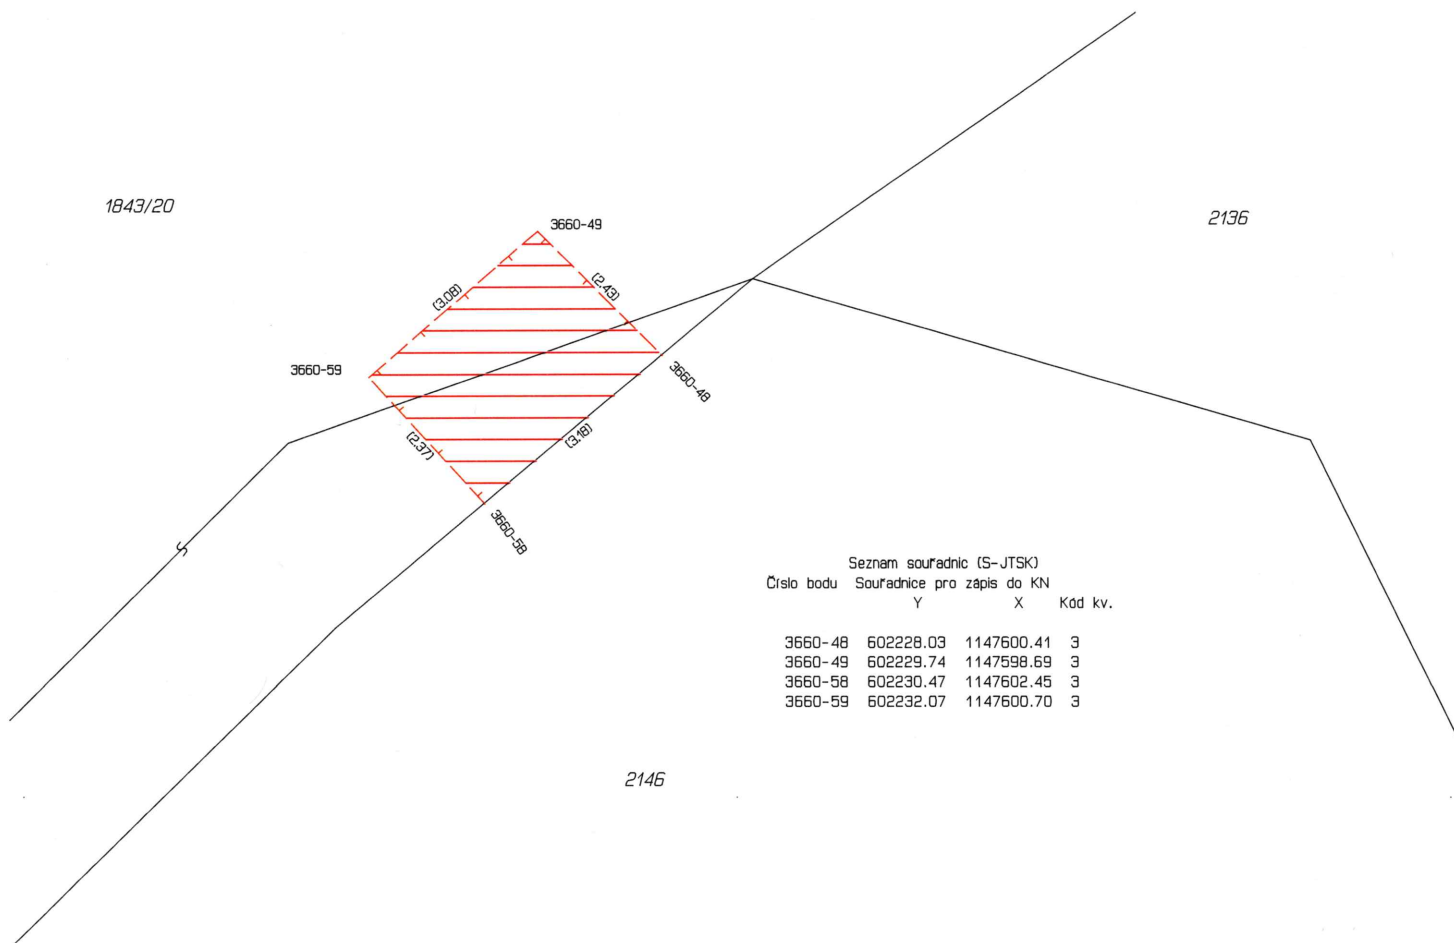 1843/20
2136
3660-49
(2.43)
(3.08)
3660-59
3660-48
(3.18)
(2.37)
3660-58
Seznam souřadnic (S-JTSK)
Číslo bodu Souřadnice pro zápis do KN
Y X Kód kv.
3660-48 602228.03 1147600.41 3
3660-49 602229.74 1147598.69 3
3660-58 602230.47 1147602.45 3
3660-59 602232.07 1147600.70 3
2146